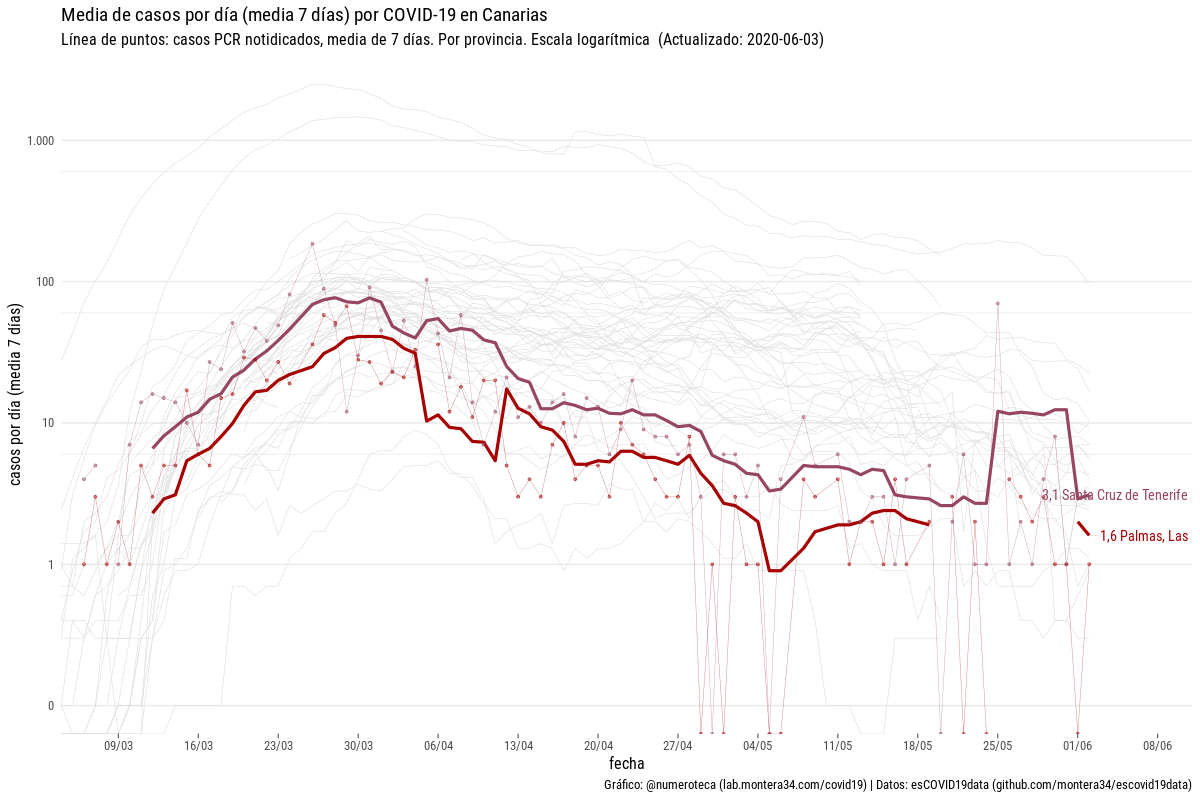 Media de casos por día (media 7 días) por COVID-19 en Canarias
Línea de puntos: casos PCR notidicados, media de 7 días. Por provincia. Escala logarítmica (Actualizado: 2020-06-03)
casos por día (media 7 días)
1.000
100
10
1
0
3,1 Santa Cruz de Tenerife
1,6 Palmas, Las
09/03 16/03 23/03 30/03 06/04 13/04 20/04 27/04 04/05 11/05 18/05 25/05 01/06 08/06
fecha
Gráfico: @numeroteca (lab.montera34.com/covid19) | Datos: esCOVID19data (github.com/montera34/escovid19data)